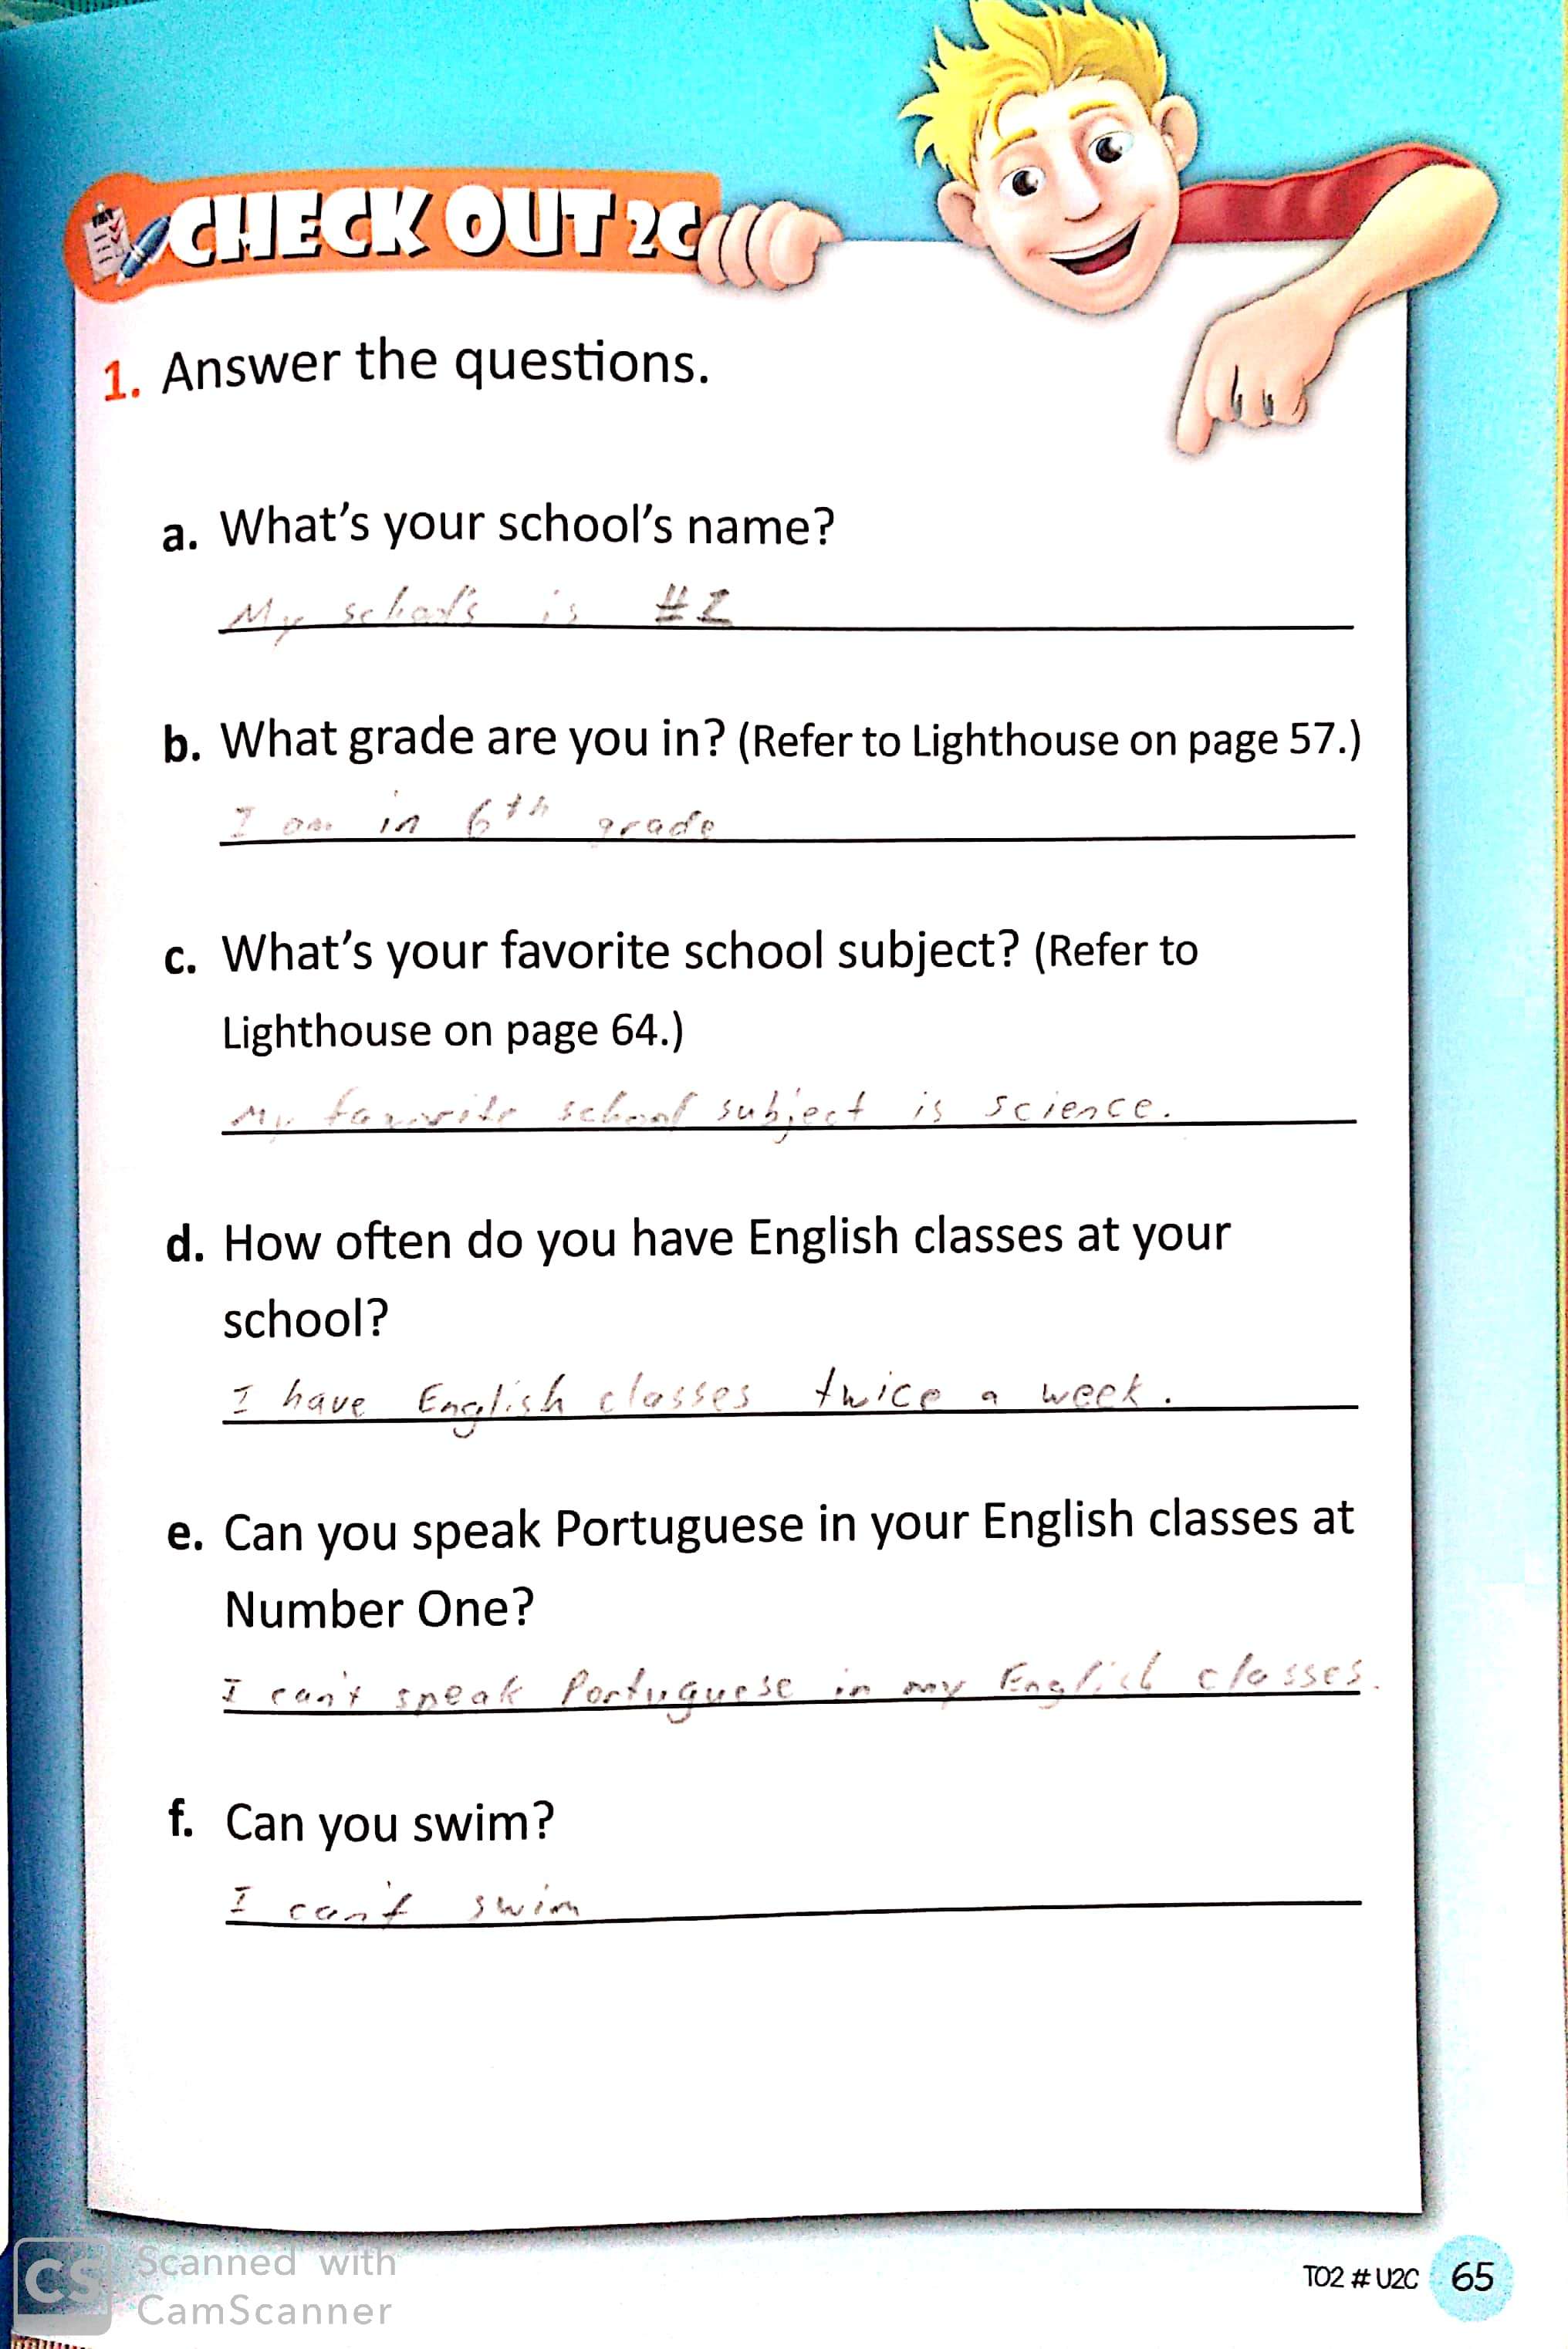 CHECK OUT 2C
1. Answer the questions.
a. What's your school's name?
My school's is #1
b. What grade are you in? (Refer to Lighthouse on page 57.)
I am in 6th grade
c. What's your favorite school subject? (Refer to
Lighthouse on page 64.)
My favorite school subject is science.
d. How often do you have English classes at your
school?
I have English classes twice a week.
e. Can you speak Portuguese in your English classes at
Number One?
I can't speak Portuguese in my English classes.
f. Can you swim?
I can't swim
CS Scanned with
CamScanner
TO2 # U2C 65